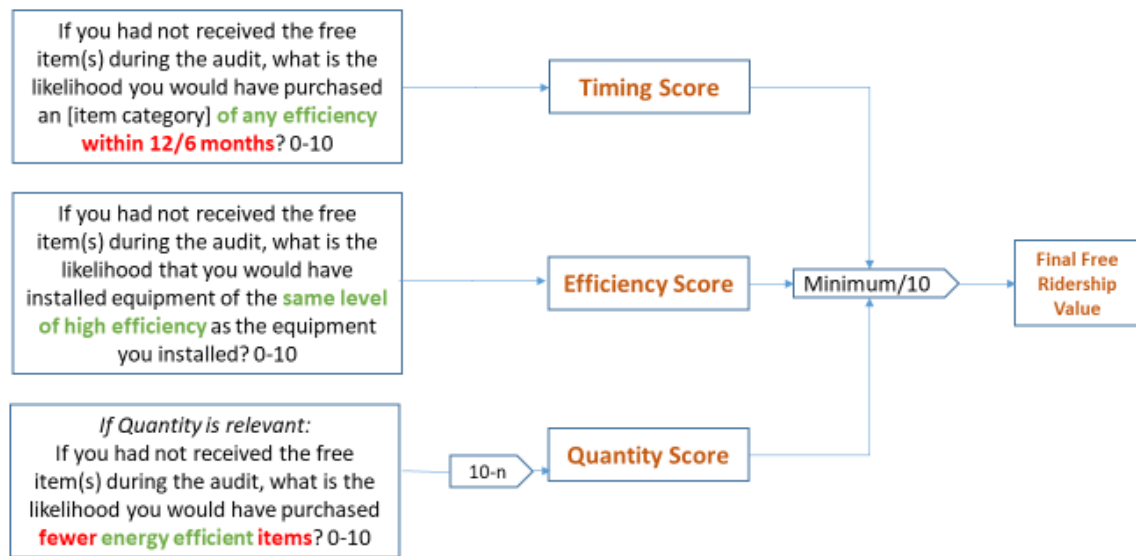 If you had not received the free
item(s) during the audit, what is the
likelihood you would have purchased
an [item category] of any efficiency
within 12/6 months? 0-10
Timing Score
If you had not received the free
item(s) during the audit, what is the
likelihood that you would have
installed equipment of the same level
of high efficiency as the equipment
you installed? 0-10
Efficiency Score
Minimum/10
Final Free
Ridership
Value
If Quantity is relevant:
If you had not received the free
item(s) during the audit, what is the
likelihood you would have purchased
fewer energy efficient items? 0-10
10-n
Quantity Score